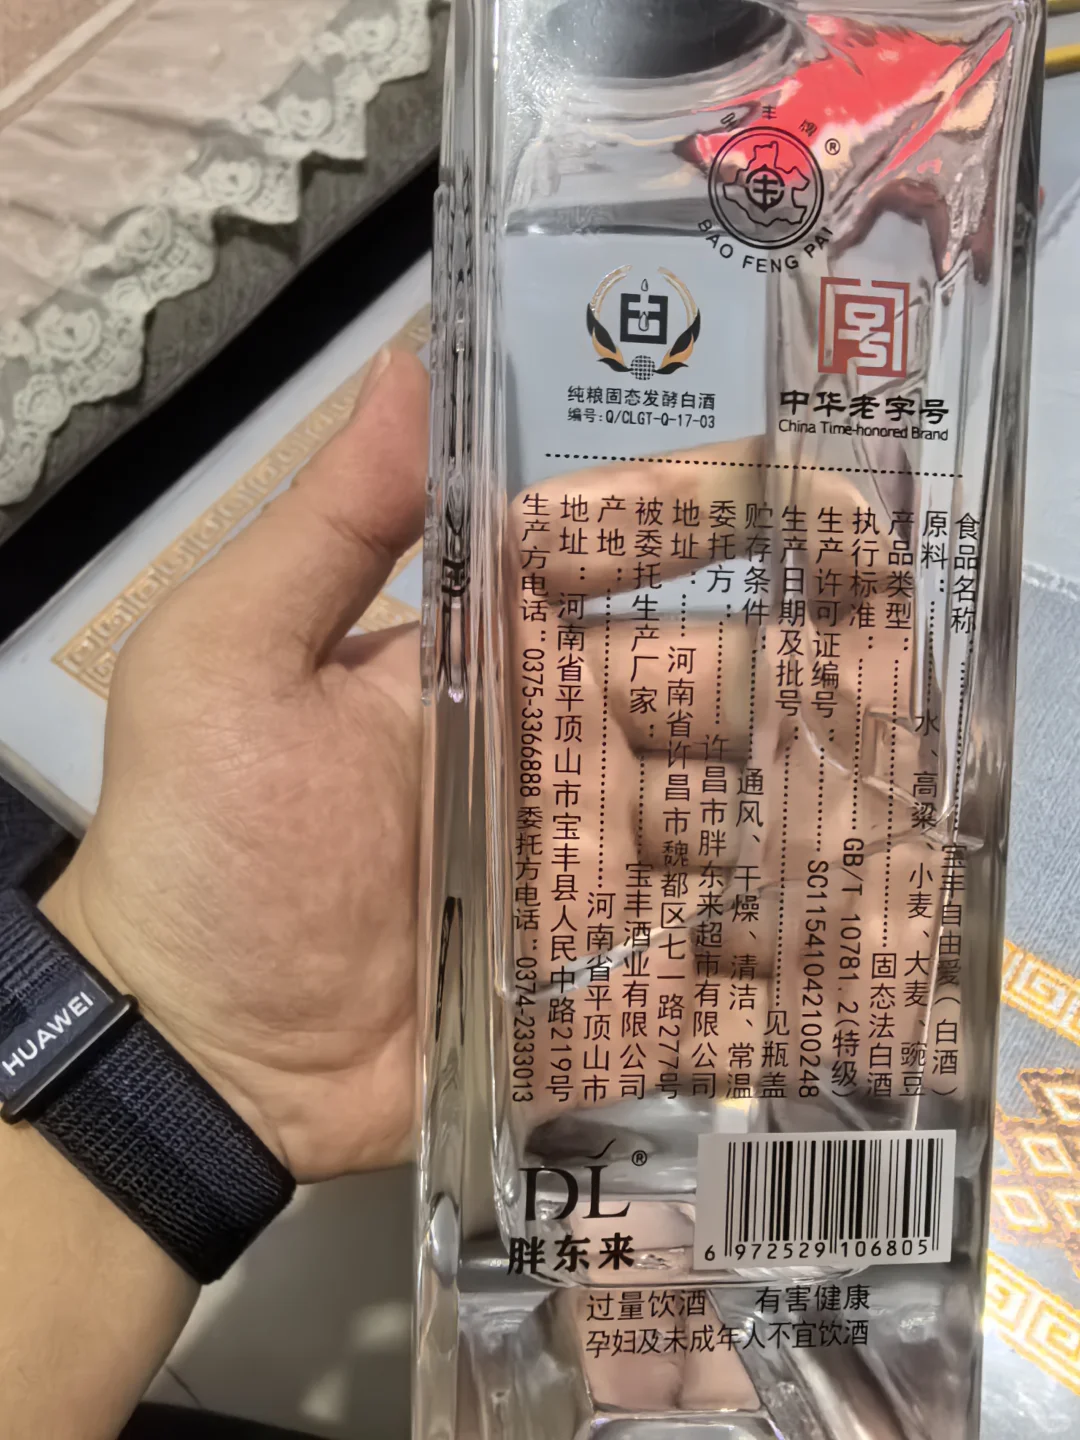 宝丰牌®
BAO FENG PAI
纯粮固态发酵白酒
编号:Q/CLGT-Q-17-03
中华老字号
China Time-honored Brand
食品名称:宝丰自由爱(白酒)
原料:水、高粱、小麦、大麦、豌豆
产品类型:固态法白酒
执行标准:GB/T 10781.2(特级)
生产许可证编号:SC11541042100248
生产日期及批号:见瓶盖
贮存条件:通风、干燥、清洁、常温
委托方:许昌市胖东来超市有限公司
地址:河南省许昌市魏都区七一路277号
被委托生产厂家:宝丰酒业有限公司
产地:河南省平顶山市
地址:河南省平顶山市宝丰县人民中路219号
生产方电话:0375-3366888 委托方电话:0374-2333013
DL®
胖东来
6 972529 106805
过量饮酒 有害健康
孕妇及未成年人不宜饮酒
HUAWEI